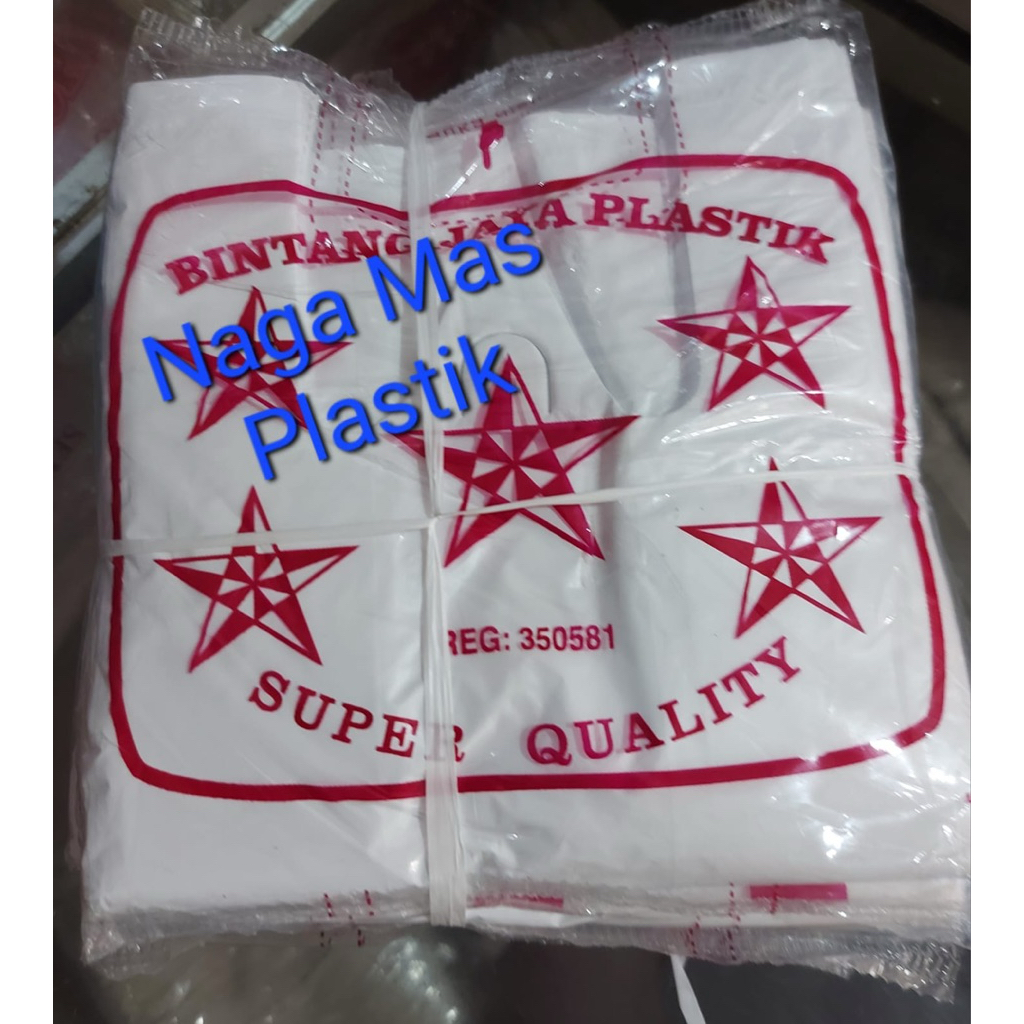 BINTANG JAYA PLASTIK
Naga Mas
Plastik
REG: 350581
SUPER QUALITY